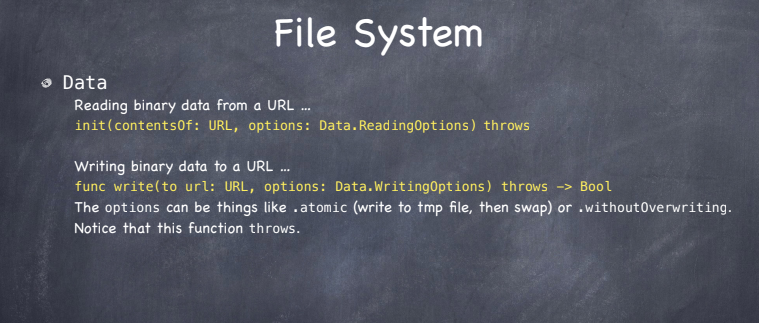 File System
Data
Reading binary data from a URL ...
init(contentsOf: URL, options: Data.ReadingOptions) throws
Writing binary data to a URL ...
func write(to url: URL, options: Data.WritingOptions) throws -> Bool
The options can be things like .atomic (write to tmp file, then swap) or .withoutOverwriting.
Notice that this function throws.